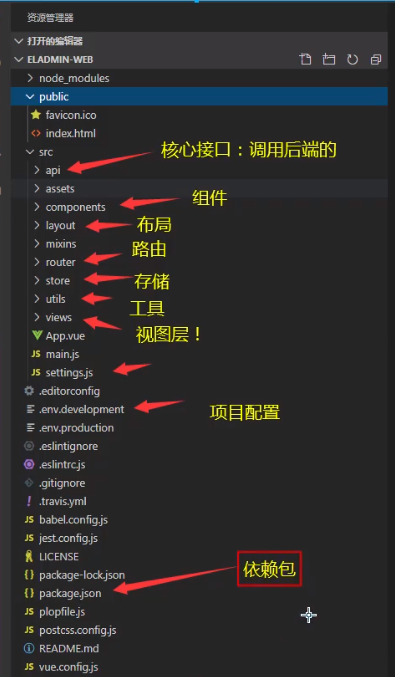 资源管理器
打开的编辑器
ELADMIN-WEB
node_modules
public
favicon.ico
index.html
src
api 核心接口：调用后端的
assets
components 组件
layout 布局
mixins
router 路由
store 存储
utils 工具
views 视图层！
App.vue
JS main.js
JS settings.js
.editorconfig
.env.development 项目配置
.env.production
.eslintignore
.eslintrc.js
.gitignore
.travis.yml
JS babel.config.js
JS jest.config.js
LICENSE
{} package-lock.json
{} package.json 依赖包
JS plopfile.js
JS postcss.config.js
README.md
JS vue.config.js